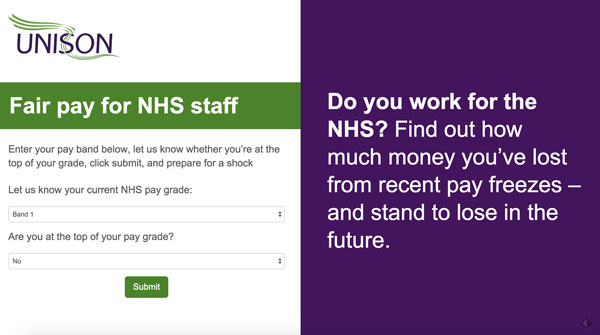 UNISON
Fair pay for NHS staff
Enter your pay band below, let us know whether you're at the
top of your grade, click submit, and prepare for a shock
Let us know your current NHS pay grade:
Band 1
Are you at the top of your pay grade?
No
Submit
Do you work for the
NHS? Find out how
much money you've lost
from recent pay freezes –
and stand to lose in the
future.